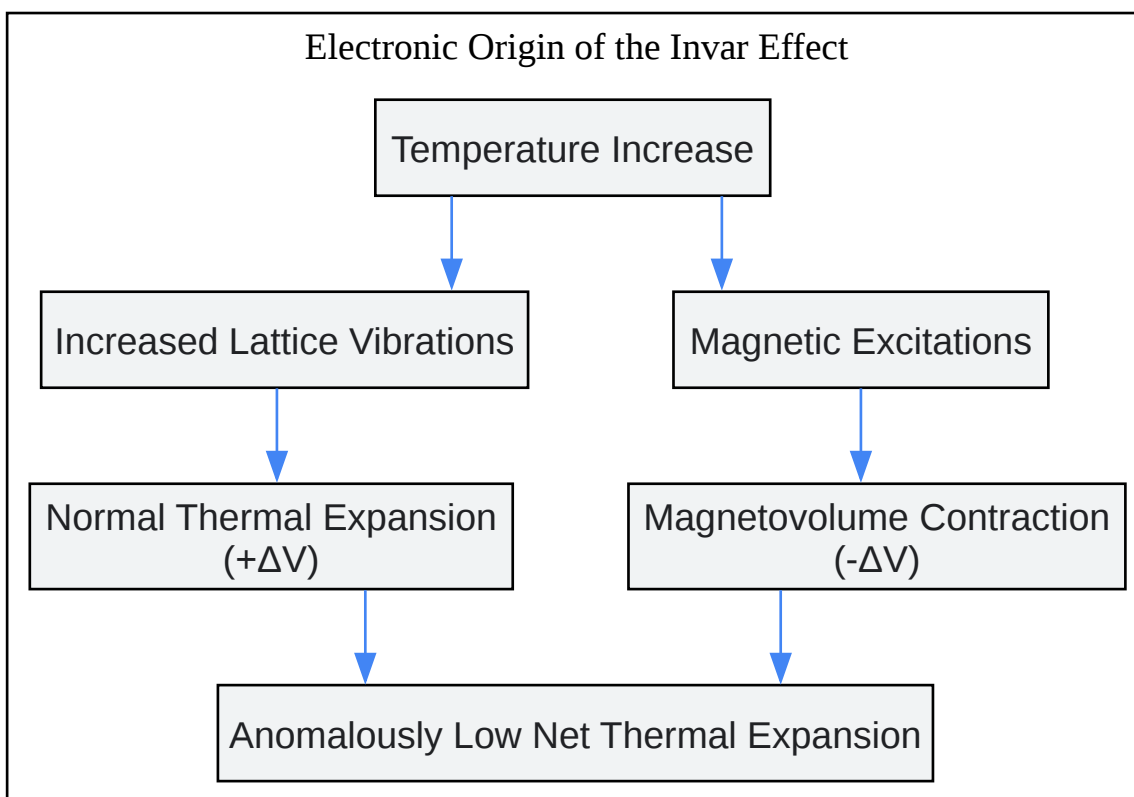 Electronic Origin of the Invar Effect
Temperature Increase
Increased Lattice Vibrations
Magnetic Excitations
Normal Thermal Expansion
(+ΔV)
Magnetovolume Contraction
(-ΔV)
Anomalously Low Net Thermal Expansion